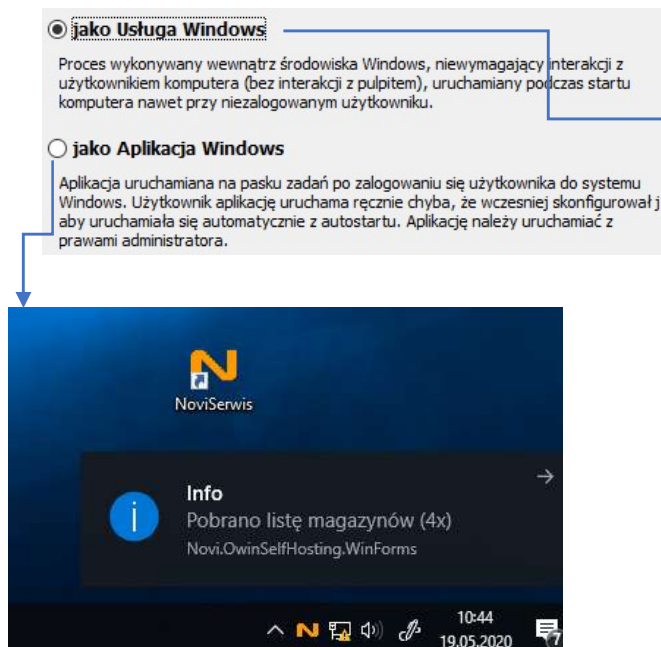 jako Usługa Windows
Proces wykonywany wewnątrz środowiska Windows, niewymagający interakcji z
użytkownikiem komputera (bez interakcji z pulpitem), uruchamiany podczas startu
komputera nawet przy niezalogowanym użytkowniku.
jako Aplikacja Windows
Aplikacja uruchamiana na pasku zadań po zalogowaniu się użytkownika do systemu
Windows. Użytkownik aplikację uruchama ręcznie chyba, że wczesniej skonfigurował j
aby uruchamiała się automatycznie z autostartu. Aplikację należy uruchamiać z
prawami administratora.
N
NoviSerwis
Info
Pobrano listę magazynów (4x)
Novi.OwinSelfHosting.WinForms
N
10:44
19.05.2020
7